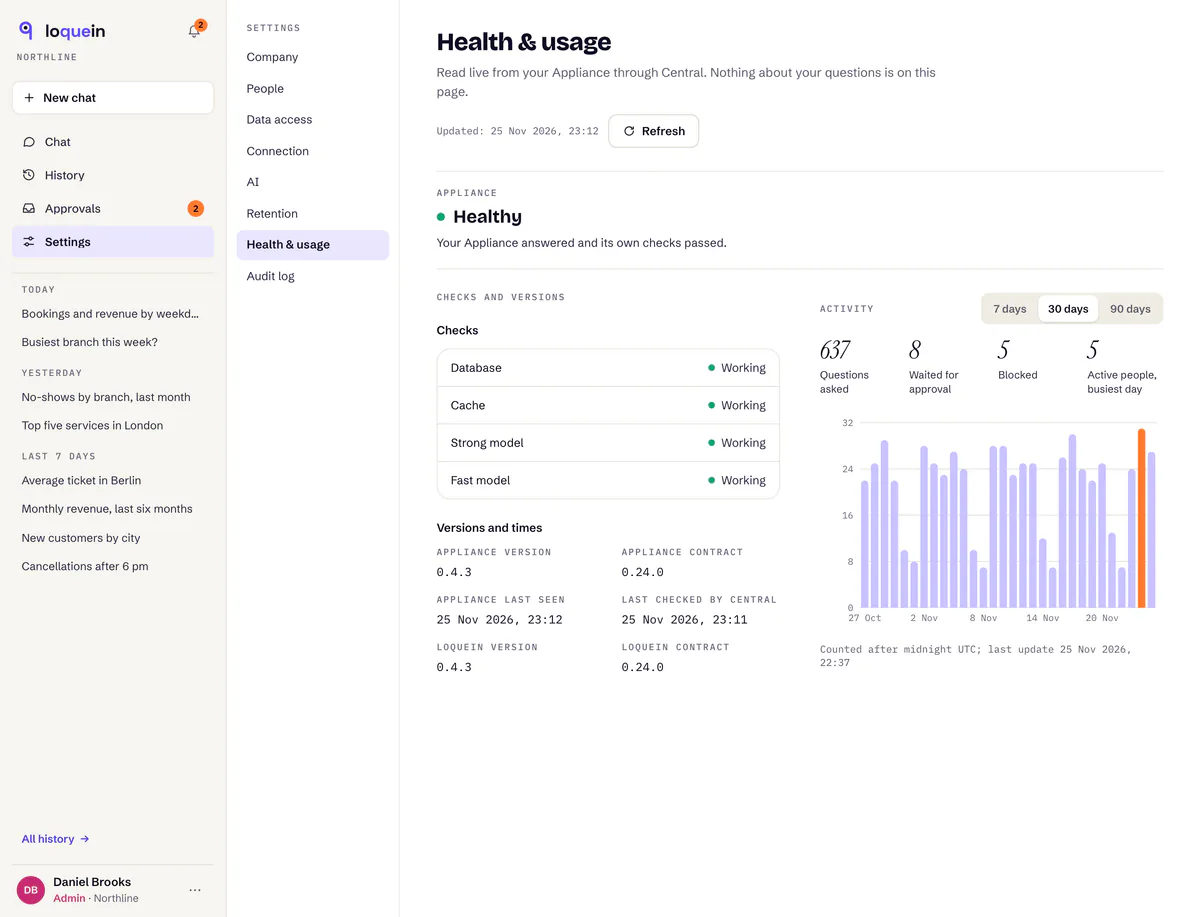 loquein
2
NORTHLINE
New chat
Chat
History
Approvals
2
Settings
TODAY
Bookings and revenue by weekd…
Busiest branch this week?
YESTERDAY
No-shows by branch, last month
Top five services in London
LAST 7 DAYS
Average ticket in Berlin
Monthly revenue, last six months
New customers by city
Cancellations after 6 pm
All history →
DB
Daniel Brooks
Admin · Northline
SETTINGS
Company
People
Data access
Connection
AI
Retention
Health & usage
Audit log
Health & usage
Read live from your Appliance through Central. Nothing about your questions is on this
page.
Updated: 25 Nov 2026, 23:12
Refresh
APPLIANCE
Healthy
Your Appliance answered and its own checks passed.
CHECKS AND VERSIONS
Checks
Database Working
Cache Working
Strong model Working
Fast model Working
Versions and times
APPLIANCE VERSION APPLIANCE CONTRACT
0.4.3 0.24.0
APPLIANCE LAST SEEN LAST CHECKED BY CENTRAL
25 Nov 2026, 23:12 25 Nov 2026, 23:11
LOQUEIN VERSION LOQUEIN CONTRACT
0.4.3 0.24.0
ACTIVITY
7 days 30 days 90 days
637 8 5 5
Questions asked
Waited for approval
Blocked
Active people, busiest day
32
24
16
8
0
27 Oct 2 Nov 8 Nov 14 Nov 20 Nov
Counted after midnight UTC; last update 25 Nov 2026,
22:37